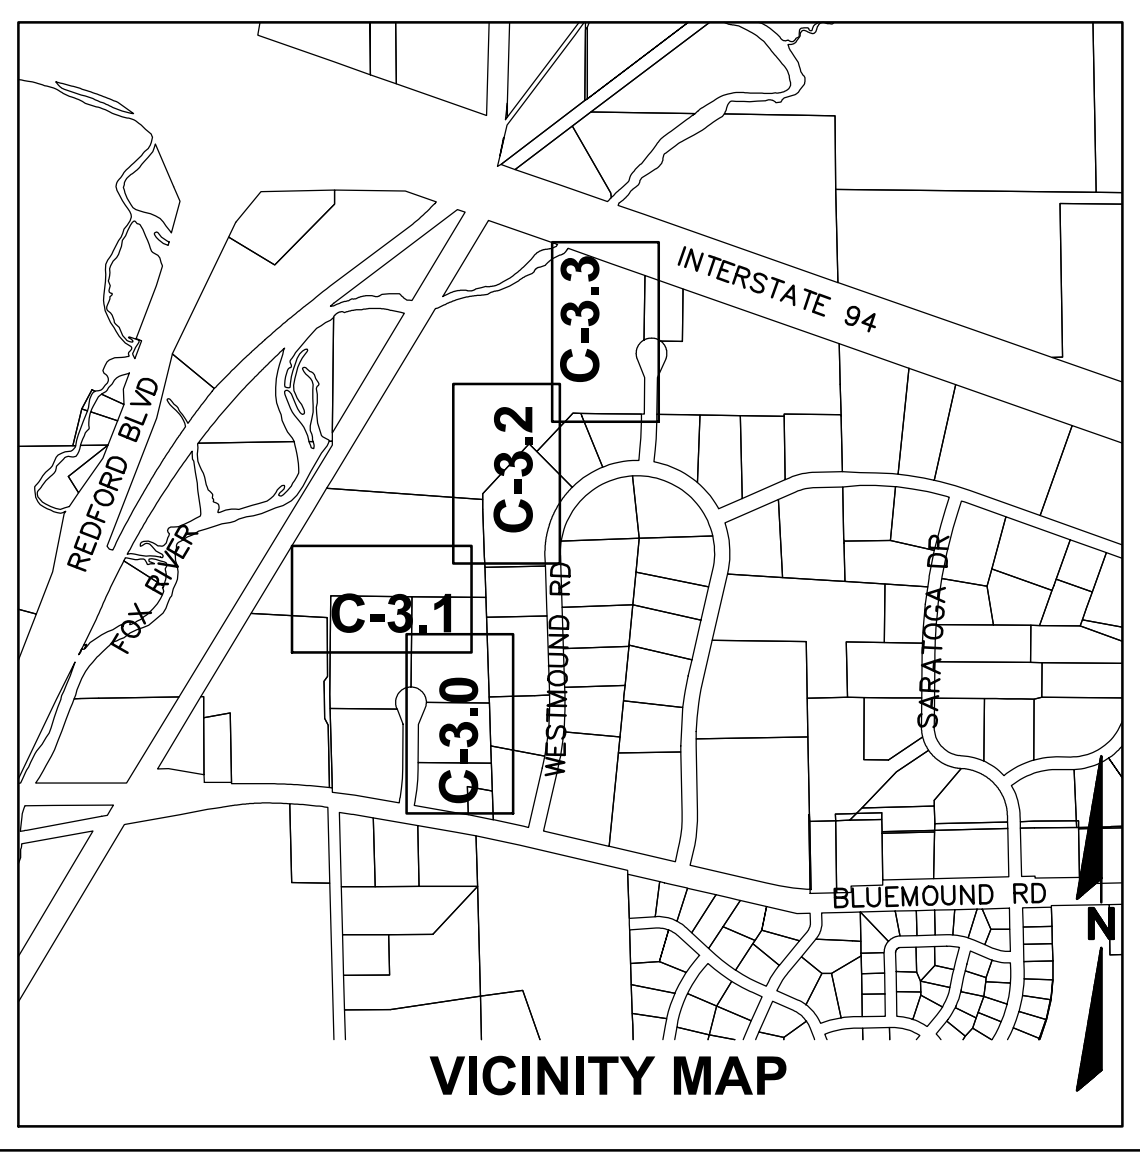 INTERSTATE 94
C-3.3
REDFORD BLVD
C-3.2
FOX RIVER
SARATOGA DR
C-3.1
WESTMOUND RD
C-3.0
BLUEMOUND RD
N
VICINITY MAP